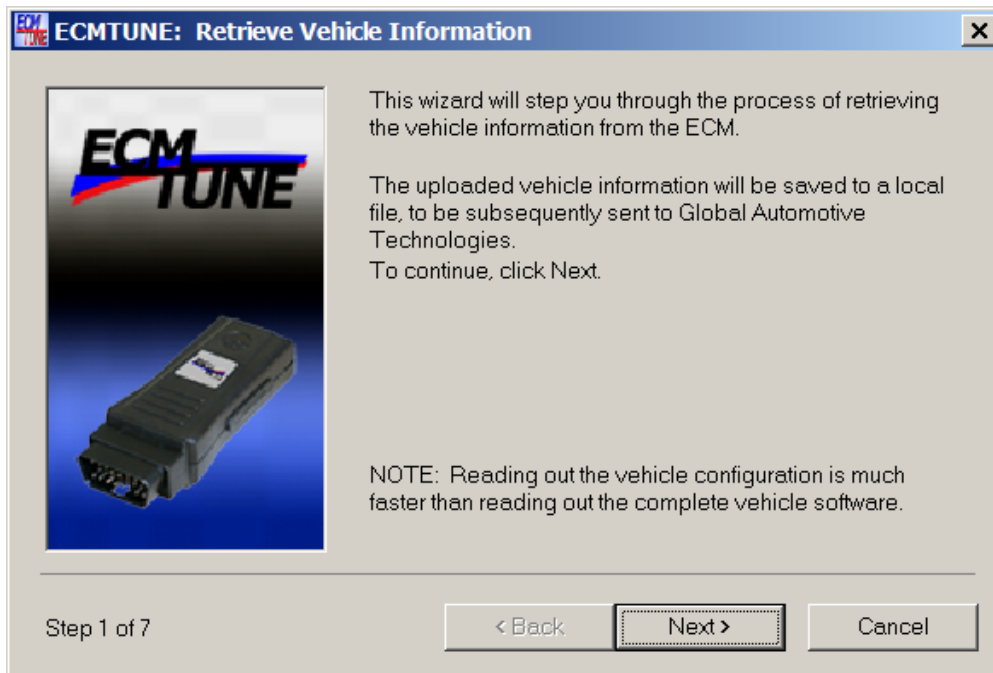 ECM TUNE ECMTUNE: Retrieve Vehicle Information
ECM
TUNE
This wizard will step you through the process of retrieving
the vehicle information from the ECM.
The uploaded vehicle information will be saved to a local
file, to be subsequently sent to Global Automotive
Technologies.
To continue, click Next.
NOTE: Reading out the vehicle configuration is much
faster than reading out the complete vehicle software.
Step 1 of 7
< Back
Next >
Cancel